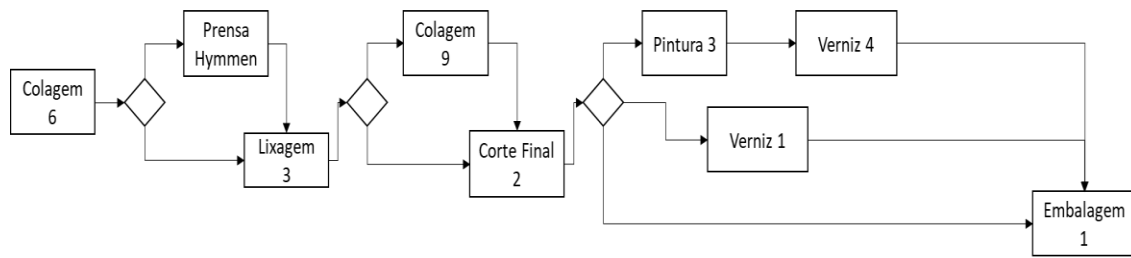 Colagem
6
Prensa
Hymmen
Lixagem
3
Colagem
9
Corte Final
2
Pintura 3
Verniz 4
Verniz 1
Embalagem
1